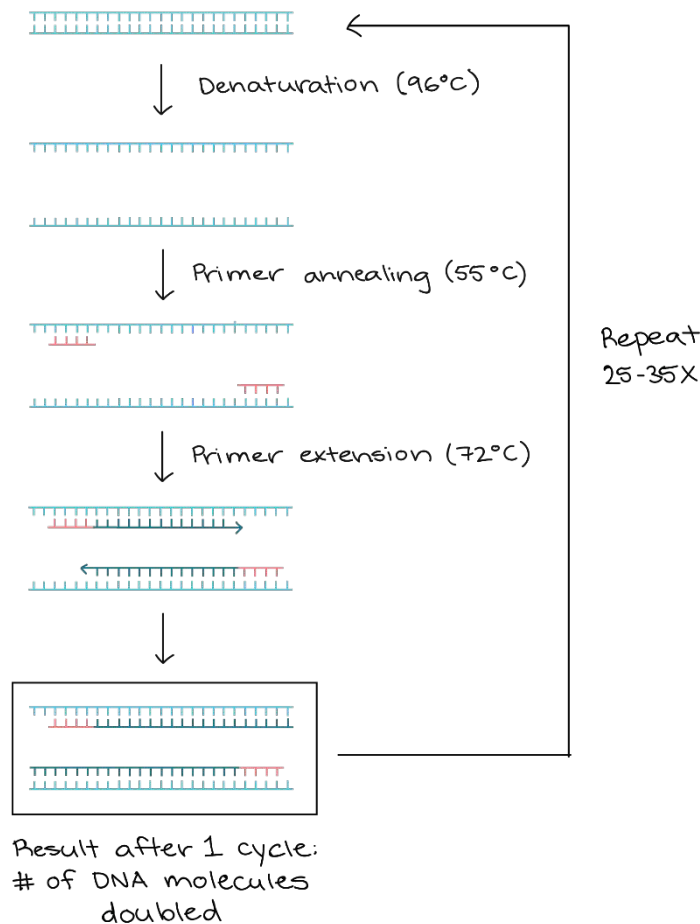 Denaturation (96°C)
Primer annealing (55°C)
Repeat
25-35X
Primer extension (72°C)
Result after 1 cycle:
# of DNA molecules
doubled